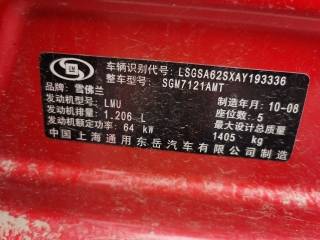 车辆识别代号: LSGSA62SXAY193336
整车型号: SGM7121AMT
品牌: 雪佛兰
制造年月: 10-08
发动机型号: LMU
座位数: 5
发动机排量: 1.206 L
最大设计总质量:
发动机额定功率: 64 kW
1405 kg
中国上海通用东岳汽车有限公司制造